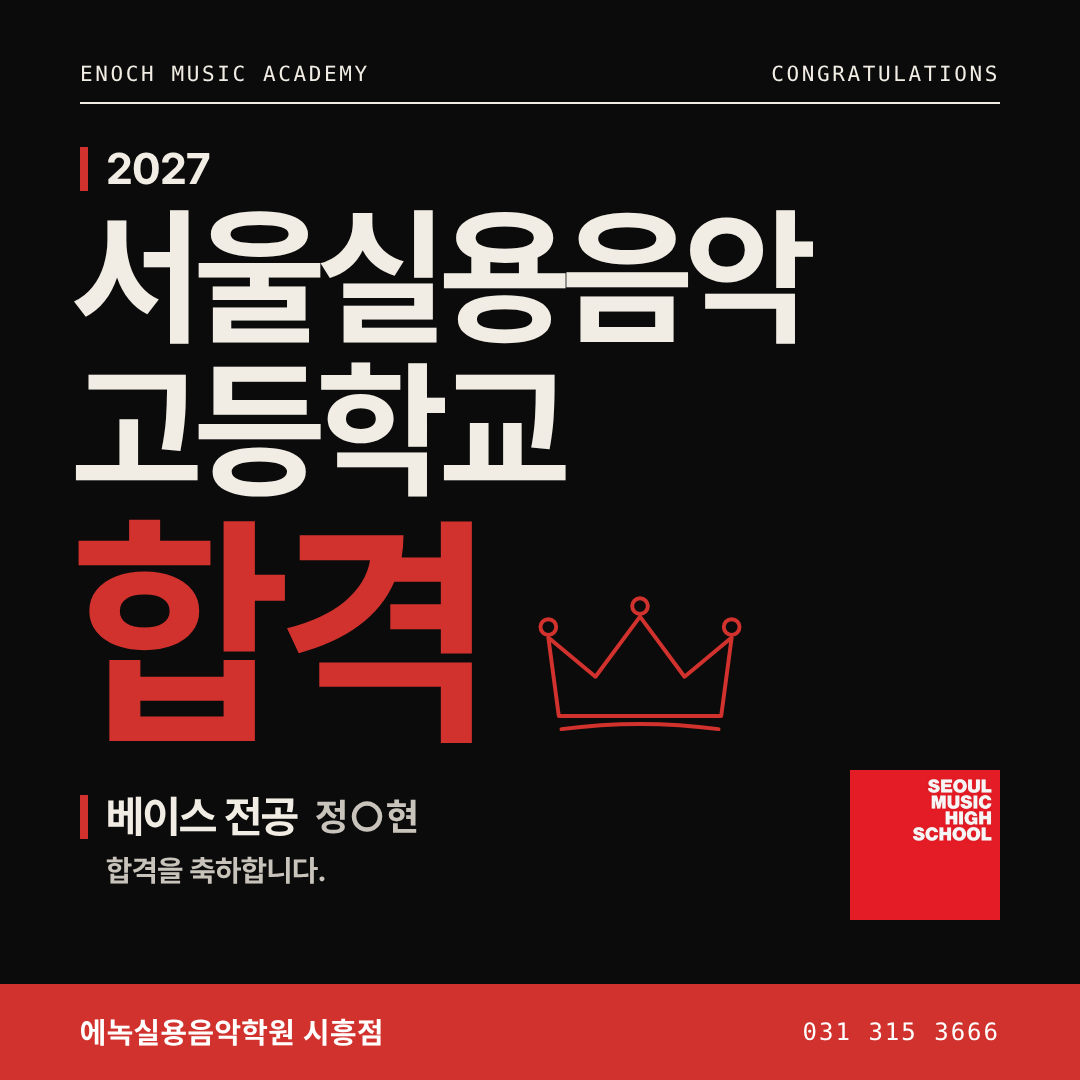 ENOCH MUSIC ACADEMY
CONGRATULATIONS
2027
서울실용음악
고등학교
합격
베이스 전공 정○현
합격을 축하합니다.
SEOUL
MUSIC
HIGH
SCHOOL
에녹실용음악학원 시흥점
031 315 3666